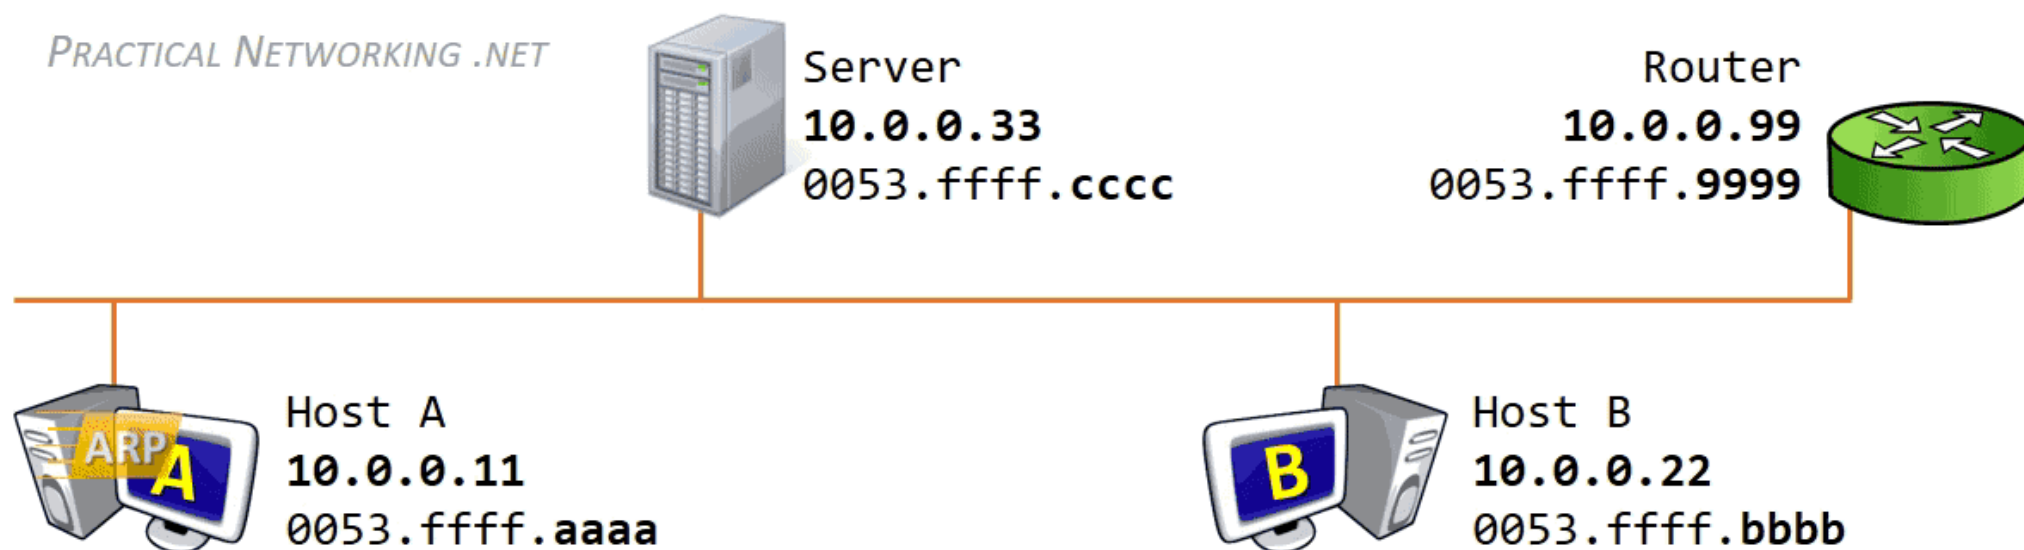 PRACTICAL NETWORKING .NET
Server
10.0.0.33
0053.ffff.cccc
Router
10.0.0.99
0053.ffff.9999
ARP
A
Host A
10.0.0.11
0053.ffff.aaaa
B
Host B
10.0.0.22
0053.ffff.bbbb